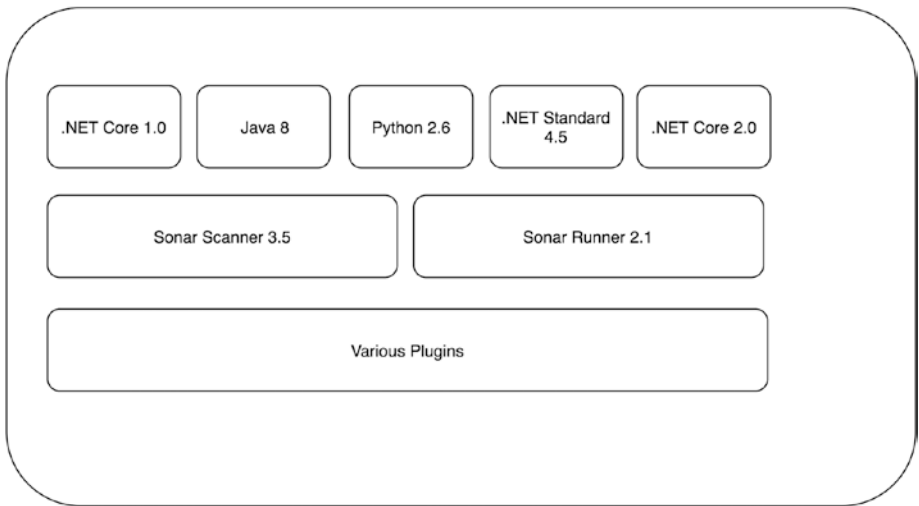 .NET Core 1.0
Java 8
Python 2.6
.NET Standard
4.5
.NET Core 2.0
Sonar Scanner 3.5
Sonar Runner 2.1
Various Plugins